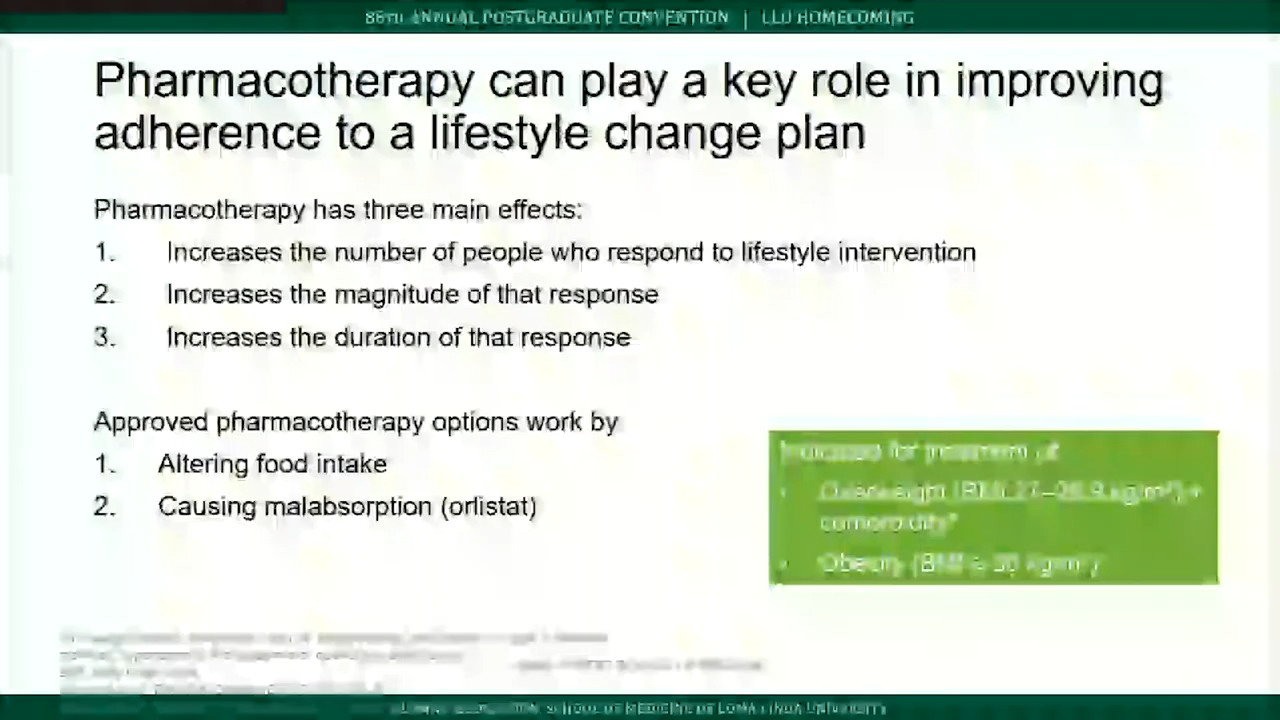 86TH ANNUAL POSTGRADUATE CONVENTION | LLU HOMECOMING
Pharmacotherapy can play a key role in improving
adherence to a lifestyle change plan
Pharmacotherapy has three main effects:
1. Increases the number of people who respond to lifestyle intervention
2. Increases the magnitude of that response
3. Increases the duration of that response
Approved pharmacotherapy options work by
1. Altering food intake
2. Causing malabsorption (orlistat)
Indicated for treatment of
• Overweight (BMI 27–29.9 kg/m²) +
comorbidity*
• Obesity (BMI ≥ 30 kg/m²)
SCHOOL OF MEDICINE OF LOMA LINDA UNIVERSITY